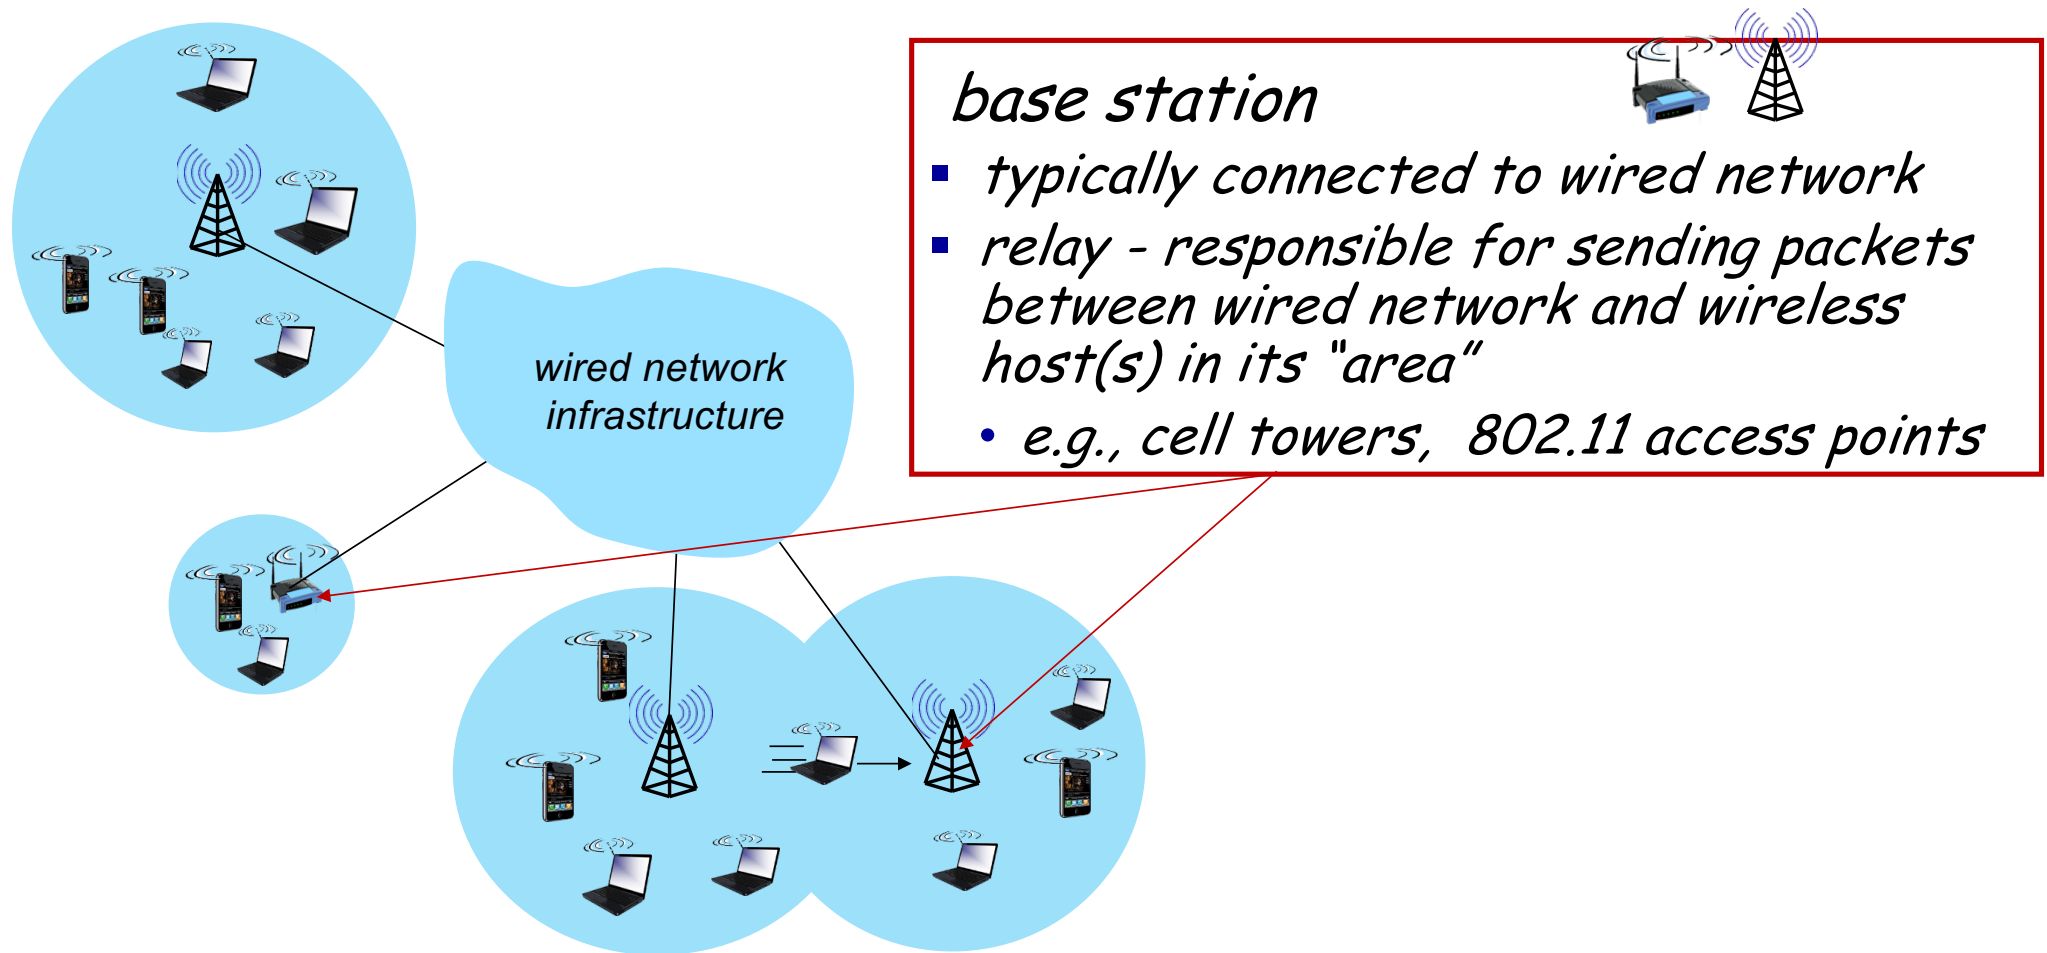 base station
▪ typically connected to wired network
▪ relay - responsible for sending packets
between wired network and wireless
host(s) in its “area”
• e.g., cell towers, 802.11 access points
wired network
infrastructure